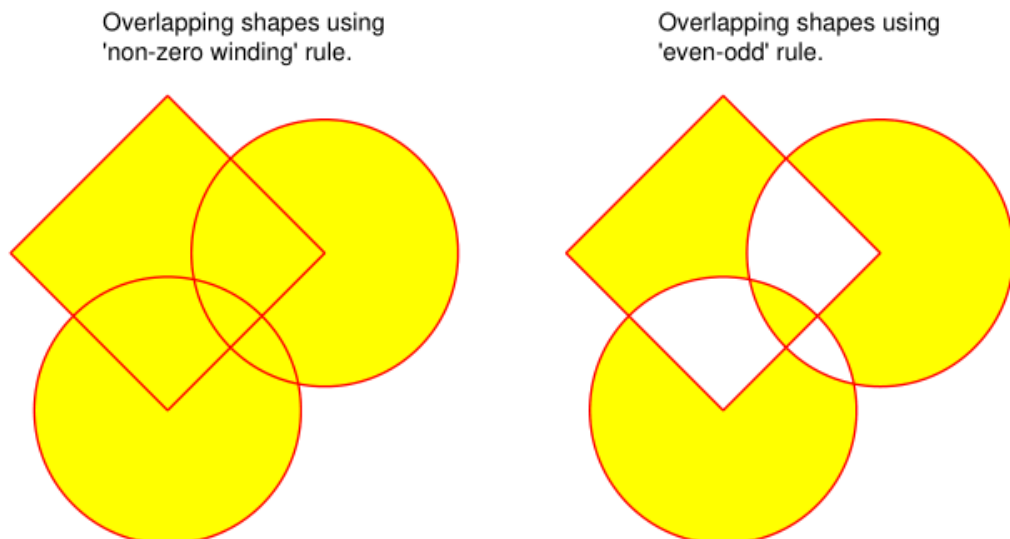 Overlapping shapes using
'non-zero winding' rule.
Overlapping shapes using
'even-odd' rule.